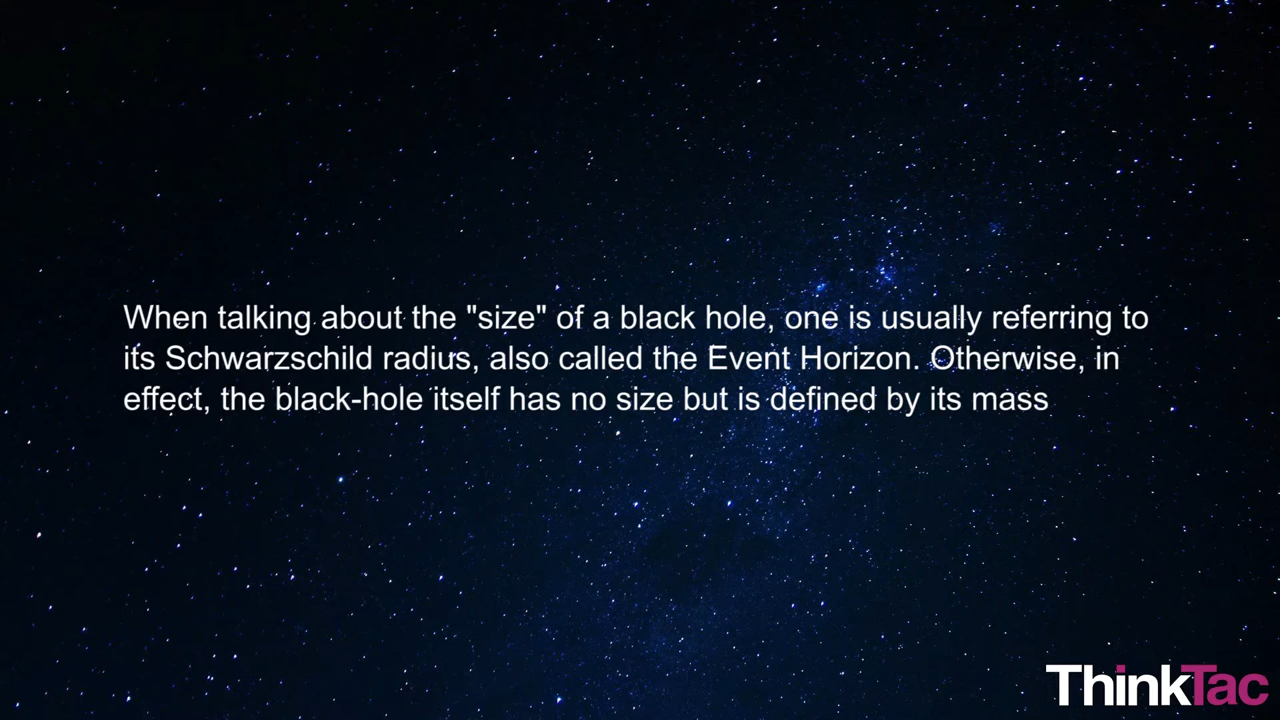 When talking about the "size" of a black hole, one is usually referring to
its Schwarzschild radius, also called the Event Horizon. Otherwise, in
effect, the black-hole itself has no size but is defined by its mass
ThinkTac